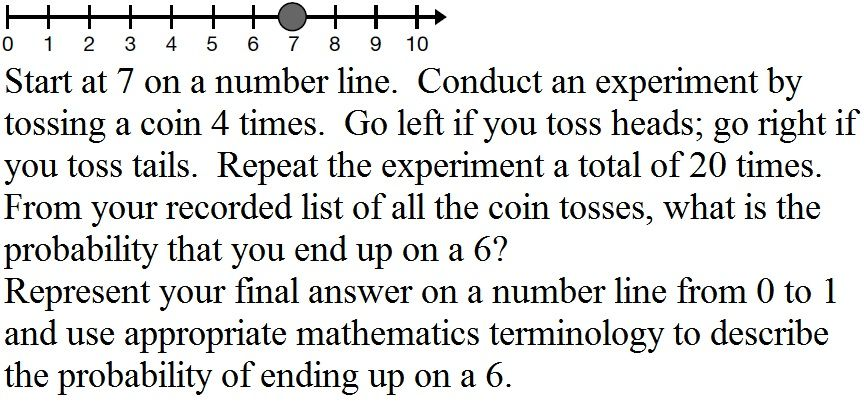 0 1 2 3 4 5 6 7 8 9 10
Start at 7 on a number line.  Conduct an experiment by
tossing a coin 4 times.  Go left if you toss heads; go right if
you toss tails.  Repeat the experiment a total of 20 times.
From your recorded list of all the coin tosses, what is the
probability that you end up on a 6?
Represent your final answer on a number line from 0 to 1
and use appropriate mathematics terminology to describe
the probability of ending up on a 6.